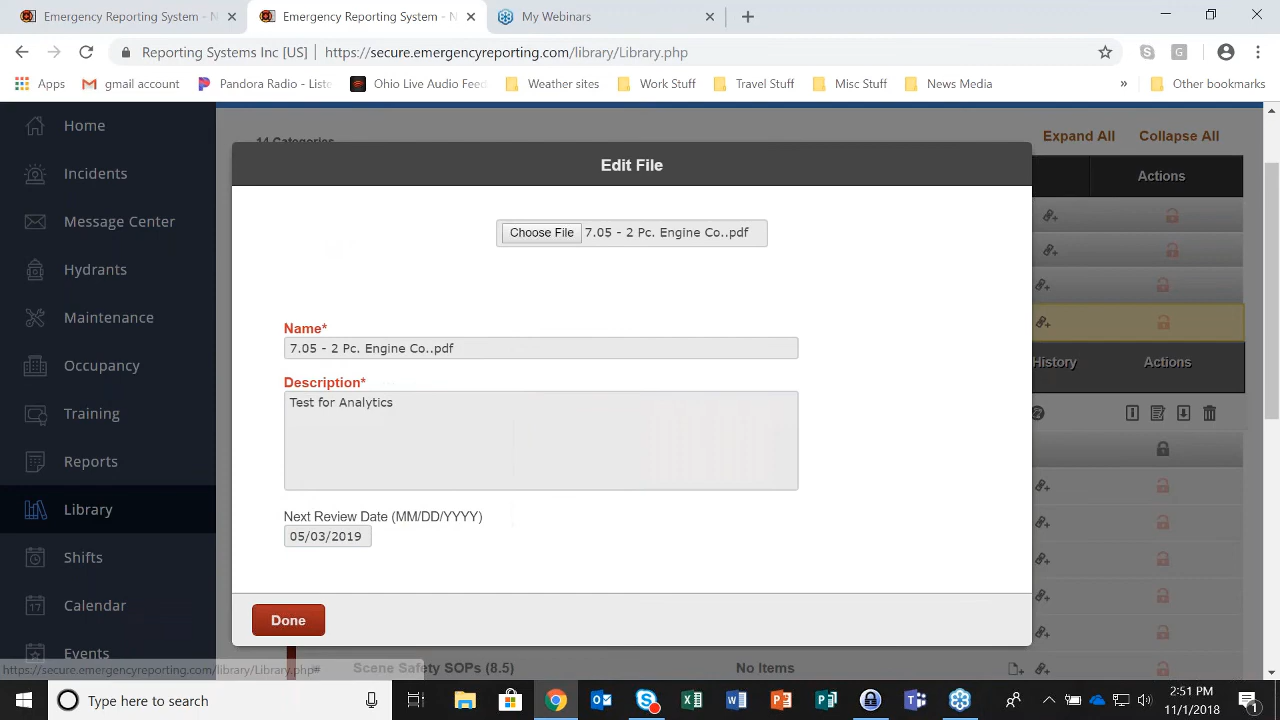 Emergency Reporting System - N
Emergency Reporting System - N
My Webinars
Reporting Systems Inc [US] | https://secure.emergencyreporting.com/library/Library.php
Apps
gmail account
Pandora Radio - Liste
Ohio Live Audio Feed
Weather sites
Work Stuff
Travel Stuff
Misc Stuff
News Media
»
Other bookmarks
Home
Incidents
Message Center
Hydrants
Maintenance
Occupancy
Training
Reports
Library
Shifts
Calendar
Events
14 Categories
Expand All
Collapse All
Actions
History
Actions
Edit File
Choose File 7.05 - 2 Pc. Engine Co..pdf
Name*
7.05 - 2 Pc. Engine Co..pdf
Description*
Test for Analytics
Next Review Date (MM/DD/YYYY)
05/03/2019
Done
https://secure.emergencyreporting.com/library/Library.php#
Scene Safety SOPs (8.5)
No Items
Type here to search
2:51 PM
11/1/2018